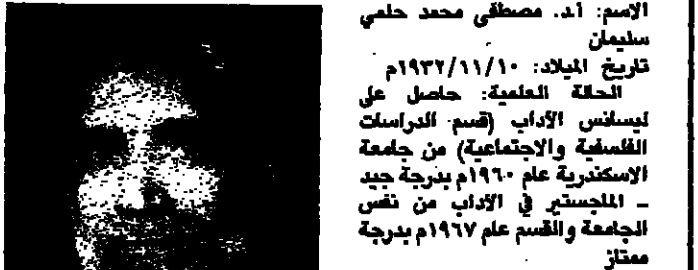 الاسم: أ.د. مصطفى محمد حلمي
سليمان
تاريخ الميلاد: ١٩٣٢/١١/١٠م
الحالة العلمية: حاصل على
ليسانس الآداب (قسم الدراسات
الفلسفية والاجتماعية) من جامعة
الاسكندرية عام ١٩٦٠م بدرجة جيد
ـ الماجستير في الآداب من نفس
الجامعة والقسم عام ١٩٦٧م بدرجة
ممتاز